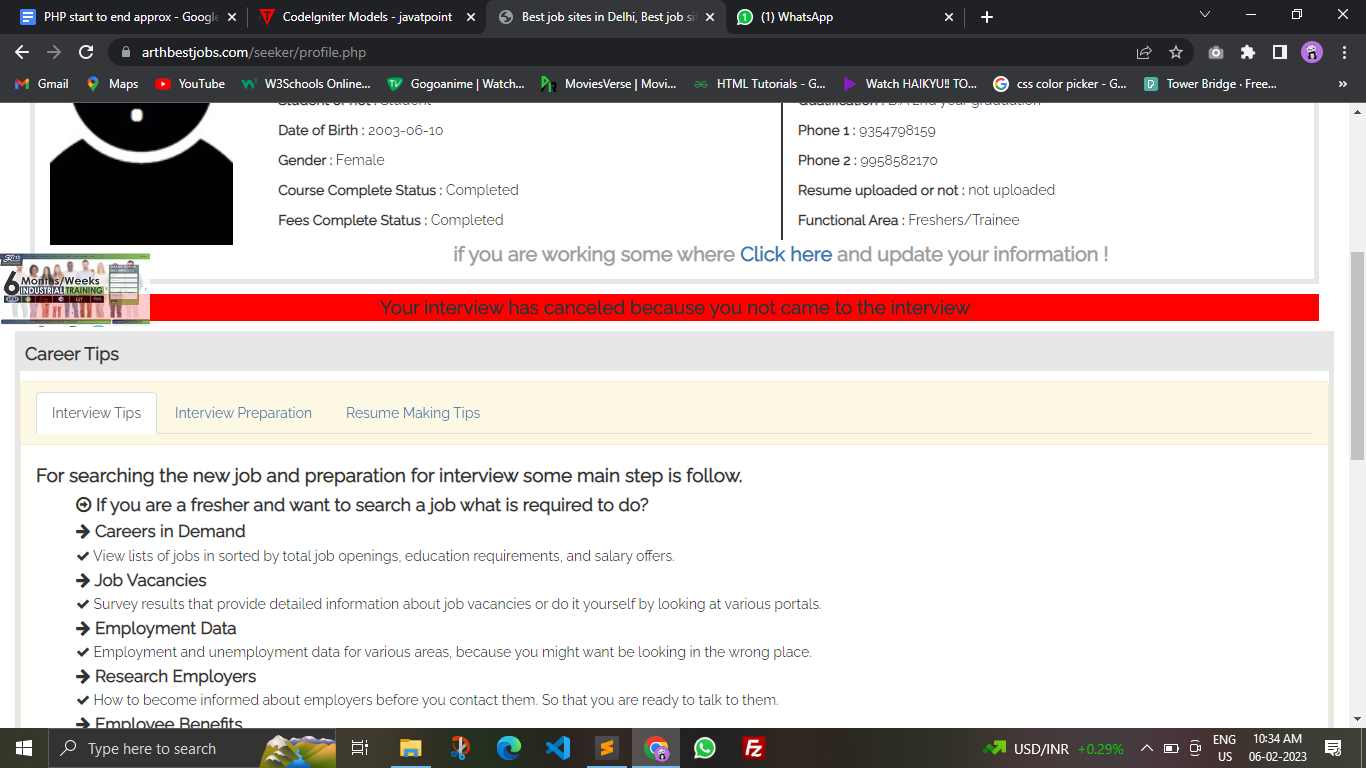 PHP start to end approx - Google
CodeIgniter Models - javatpoint
Best job sites in Delhi, Best job si
(1) WhatsApp
arthbestjobs.com/seeker/profile.php
Gmail
Maps
YouTube
W3Schools Online...
Gogoanime | Watch...
MoviesVerse | Movi...
HTML Tutorials - G...
Watch HAIKYU!! TO...
css color picker - G...
Tower Bridge · Free...
»
Student or not : Student
Date of Birth : 2003-06-10
Gender : Female
Course Complete Status : Completed
Fees Complete Status : Completed
Qualification : B.A 2nd year graduation
Phone 1 : 9354798159
Phone 2 : 9958582170
Resume uploaded or not : not uploaded
Functional Area : Freshers/Trainee
if you are working some where Click here and update your information !
6 Months/Weeks
INDUSTRIAL TRAINING
Your interview has canceled because you not came to the interview
Career Tips
Interview Tips
Interview Preparation
Resume Making Tips
For searching the new job and preparation for interview some main step is follow.
If you are a fresher and want to search a job what is required to do?
Careers in Demand
View lists of jobs in sorted by total job openings, education requirements, and salary offers.
Job Vacancies
Survey results that provide detailed information about job vacancies or do it yourself by looking at various portals.
Employment Data
Employment and unemployment data for various areas, because you might want be looking in the wrong place.
Research Employers
How to become informed about employers before you contact them. So that you are ready to talk to them.
Employee Benefits
Type here to search
USD/INR +0.29%
ENG
US
10:34 AM
06-02-2023